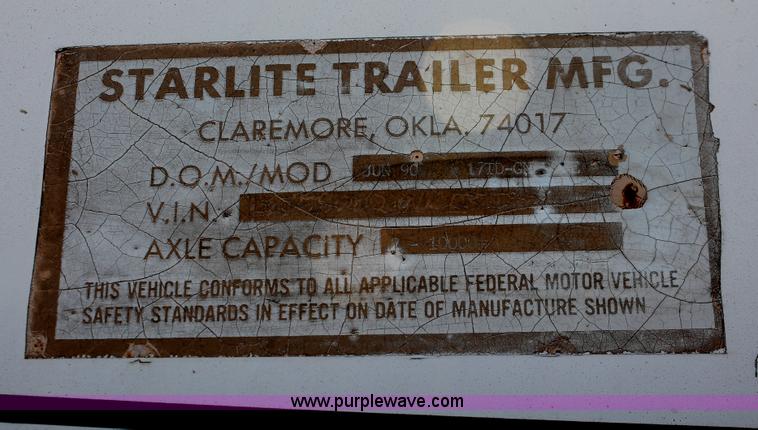 STARLITE TRAILER MFG.
CLAREMORE, OKLA. 74017
D.O.M./MOD JUN 90
V.I.N.
AXLE CAPACITY
THIS VEHICLE CONFORMS TO ALL APPLICABLE FEDERAL MOTOR VEHICLE
SAFETY STANDARDS IN EFFECT ON DATE OF MANUFACTURE SHOWN
www.purplewave.com